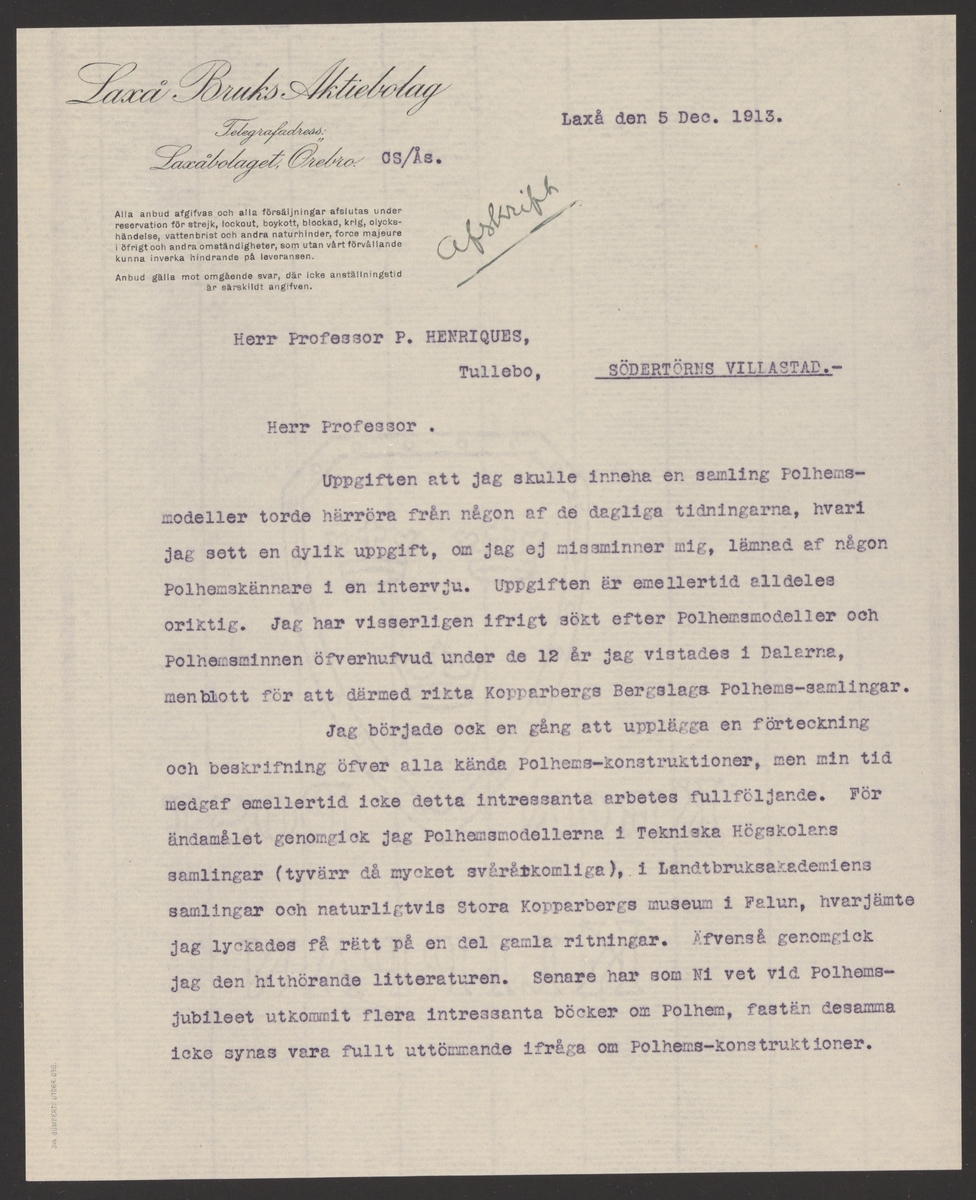 Laxå Bruks Aktiebolag
Telegrafadress:
Laxåbolaget, Örebro.
CS/Ås.
Laxå den 5 Dec. 1913.
Alla anbud afgifvas och alla försäljningar afslutas under
reservation för strejk, lockout, boykott, blockad, krig, olycks-
händelse, vattenbrist och andra naturhinder, force majeure
i öfrigt och andra omständigheter, som utan vårt förvållande
kunna inverka hindrande på leveransen.
Anbud gälla mot omgående svar, där icke anställningstid
är särskildt angifven.
Afskrift
Herr Professor P. HENRIQUES,
Tullebo, SÖDERTÖRNS VILLASTAD.-
Herr Professor .
Uppgiften att jag skulle inneha en samling Polhems-
modeller torde härröra från någon af de dagliga tidningarna, hvari
jag sett en dylik uppgift, om jag ej missminner mig, lämnad af någon
Polhemskännare i en intervju. Uppgiften är emellertid alldeles
oriktig. Jag har visserligen ifrigt sökt efter Polhemsmodeller och
Polhemsminnen öfverhufvud under de 12 år jag vistades i Dalarna,
men blott för att därmed rikta Kopparbergs Bergslags Polhems-samlingar.
Jag började ock en gång att upplägga en förteckning
och beskrifning öfver alla kända Polhems-konstruktioner, men min tid
medgaf emellertid icke detta intressanta arbetes fullföljande. För
ändamålet genomgick jag Polhemsmodellerna i Tekniska Högskolans
samlingar (tyvärr då mycket svåråtkomliga), i Landtbruksakademiens
samlingar och naturligtvis Stora Kopparbergs museum i Falun, hvarjämte
jag lyckades få rätt på en del gamla ritningar. Äfvenså genomgick
jag den hithörande litteraturen. Senare har som Ni vet vid Polhems-
jubileet utkommit flera intressanta böcker om Polhem, fastän desamma
icke synas vara fullt uttömmande ifråga om Polhems-konstruktioner.